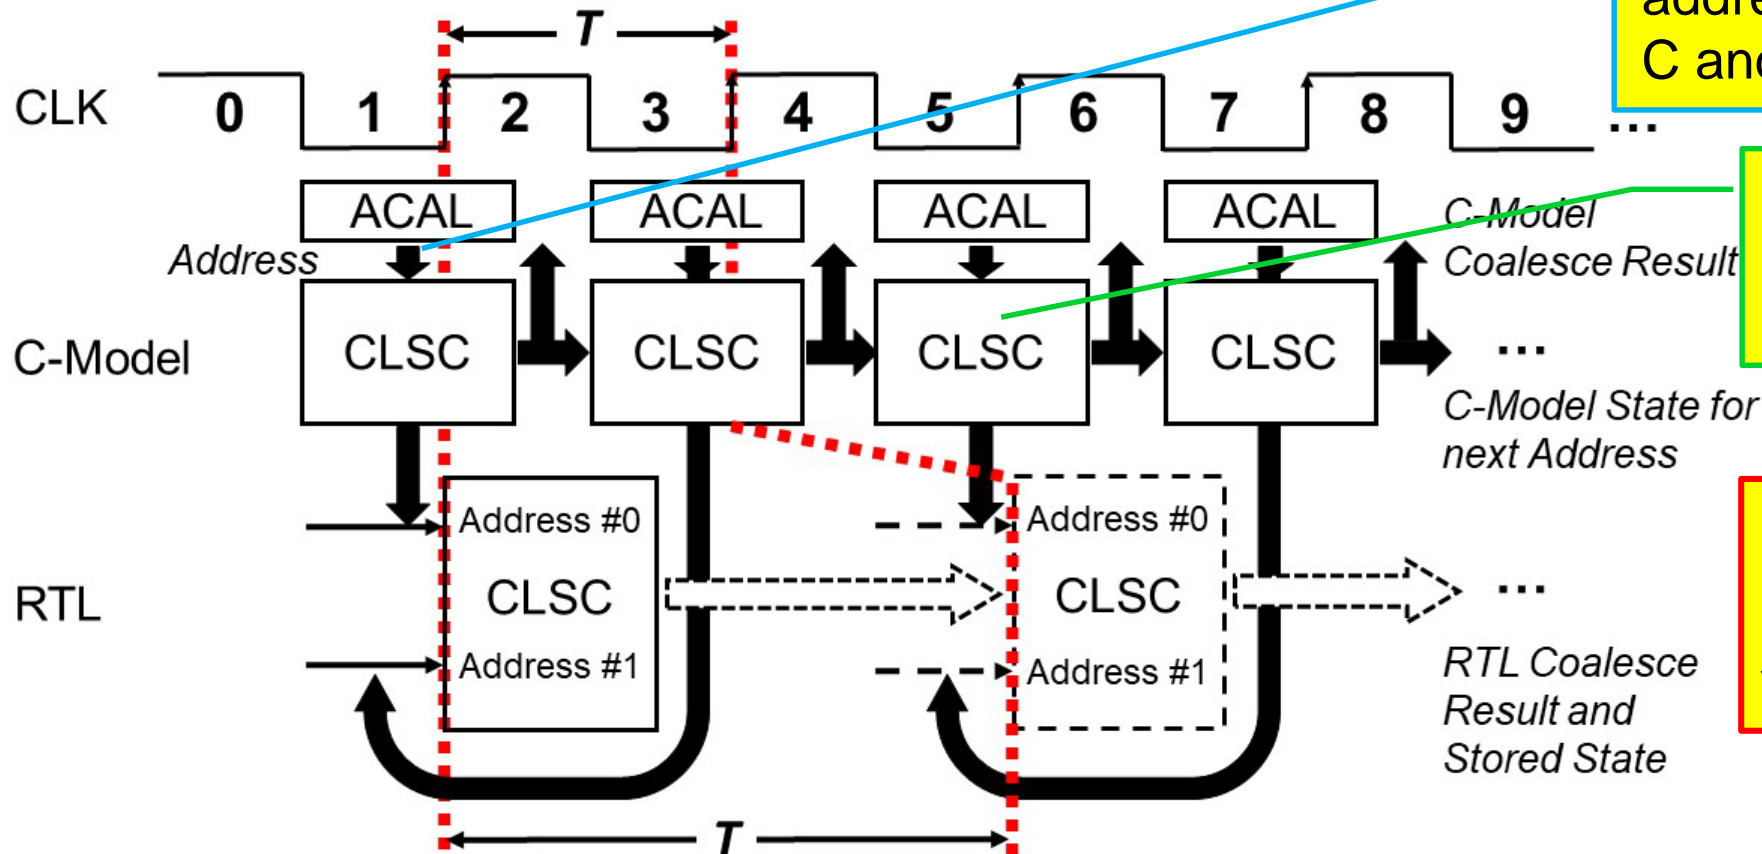 T
addre
C and
CLK
0 1 2 3 4 5 6 7 8 9 ...
ACAL ACAL ACAL ACAL
C-Model
Coalesce Result
Address
C-Model
CLSC CLSC CLSC CLSC ...
C-Model State for
next Address
RTL
Address #0
CLSC
Address #1
Address #0
CLSC
Address #1
...
RTL Coalesce
Result and
Stored State
T